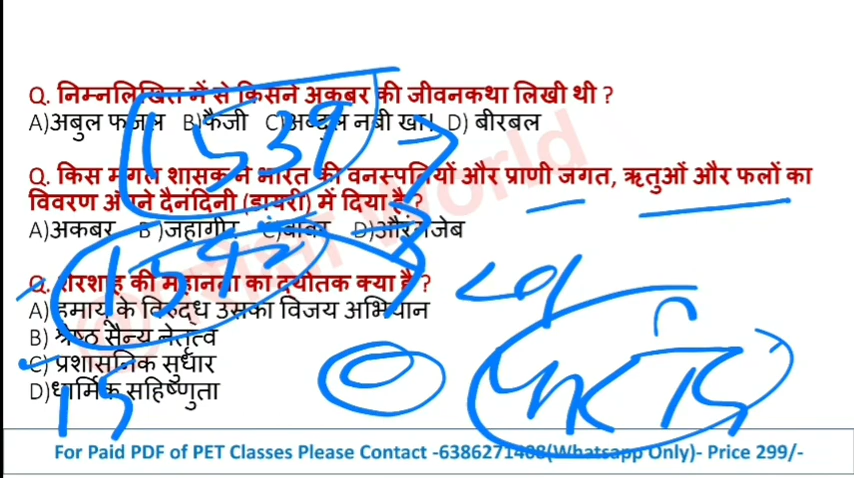 Q. निम्नलिखित में से किसने अकबर की जीवनकथा लिखी थी ?
A)अबुल फजल B)फैजी C)अब्दुल नबी खां D) बीरबल
1539
Q. किस मुगल शासक ने भारत की वनस्पतियों और प्राणी जगत, ऋतुओं और फलों का
विवरण अपने दैनंदिनी (डायरी) में दिया है ?
A)अकबर B )जहांगीर C)बाबर D)औरंगजेब
Q. शेरशाह की महानता का द्योतक क्या है ?
A) हुमायूं के विरुद्ध उसका विजय अभियान
B) श्रेष्ठ सैन्य नेतृत्व
C) प्रशासनिक सुधार
D)धार्मिक सहिष्णुता
15
For Paid PDF of PET Classes Please Contact -6386271408(Whatsapp Only)- Price 299/-